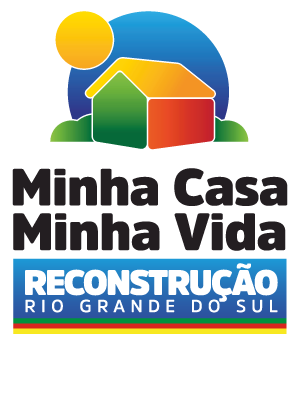 Minha Casa
Minha Vida
RECONSTRUÇÃO
RIO GRANDE DO SUL